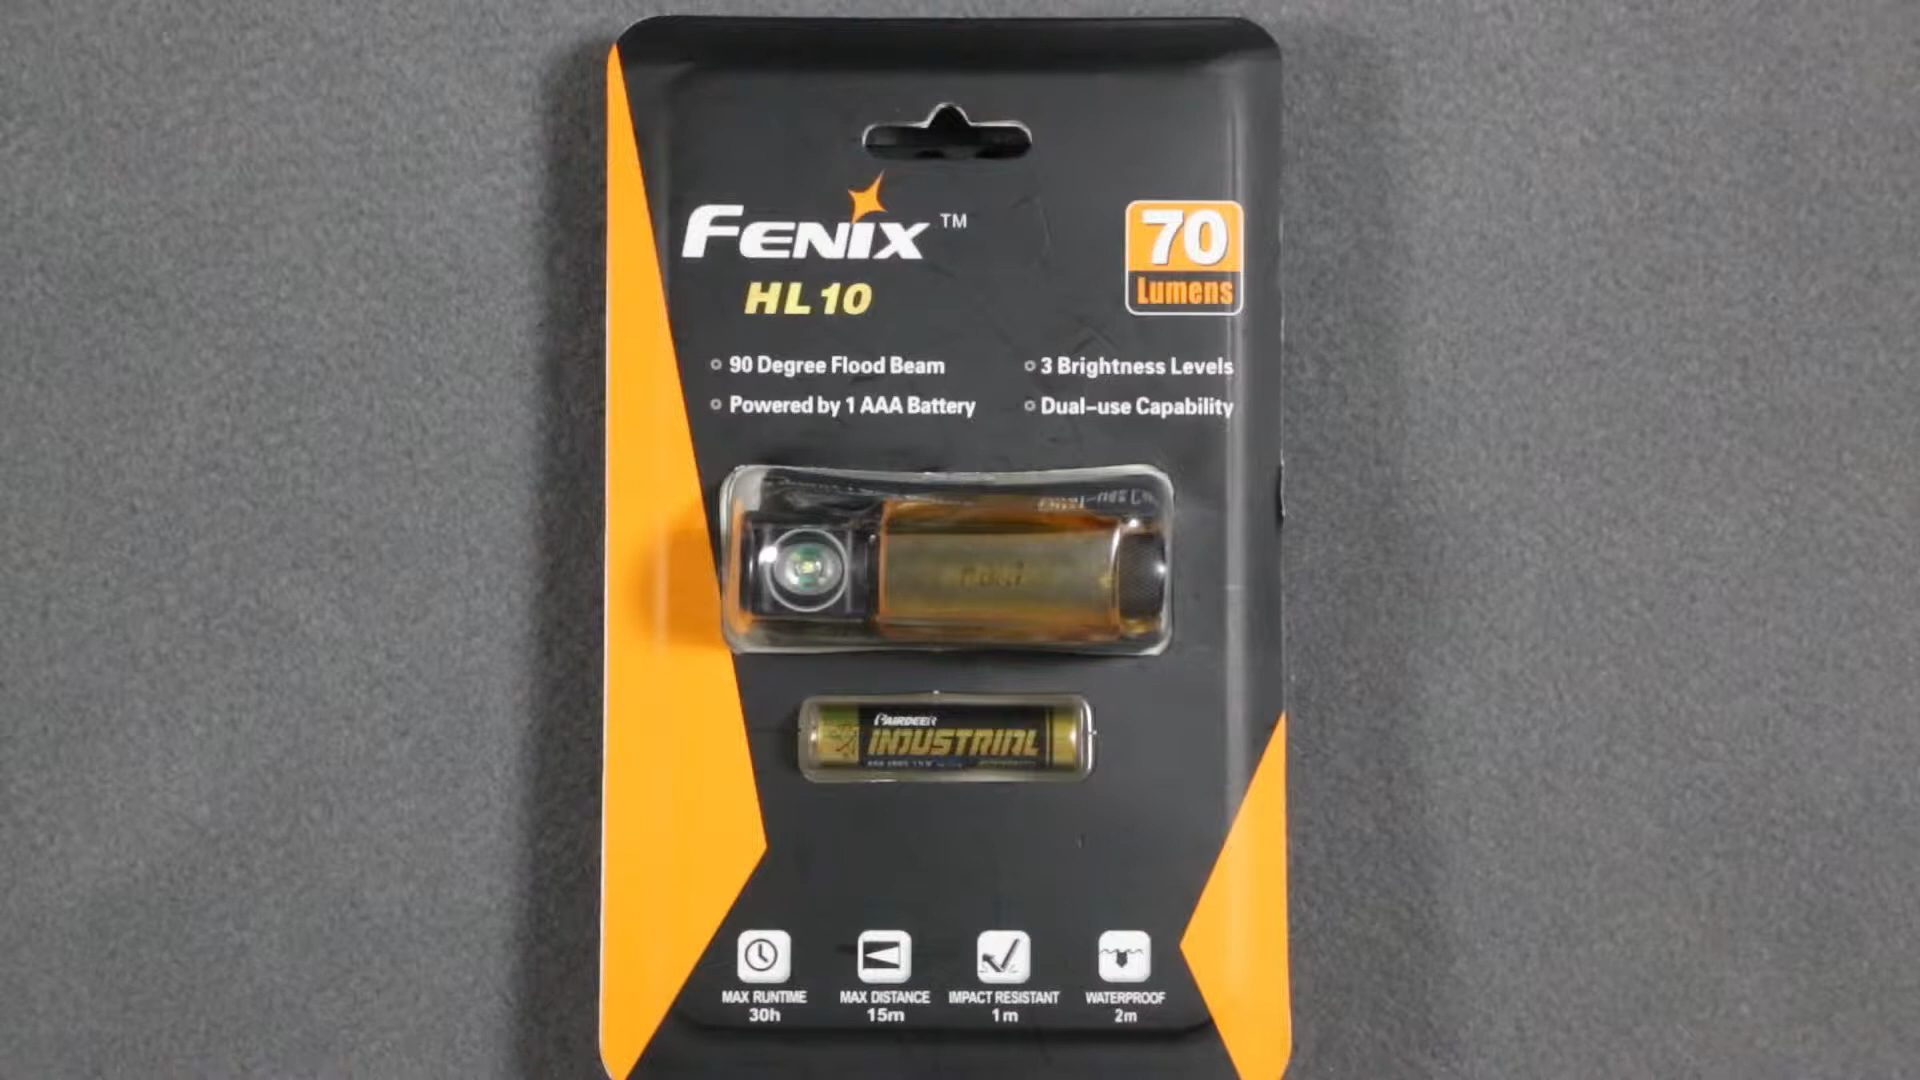 FENIX™
HL10
70
Lumens
90 Degree Flood Beam
3 Brightness Levels
Powered by 1 AAA Battery
Dual-use Capability
PAIRDEER
INDUSTRIAL
MAX RUNTIME
30h
MAX DISTANCE
15m
IMPACT RESISTANT
1m
WATERPROOF
2m